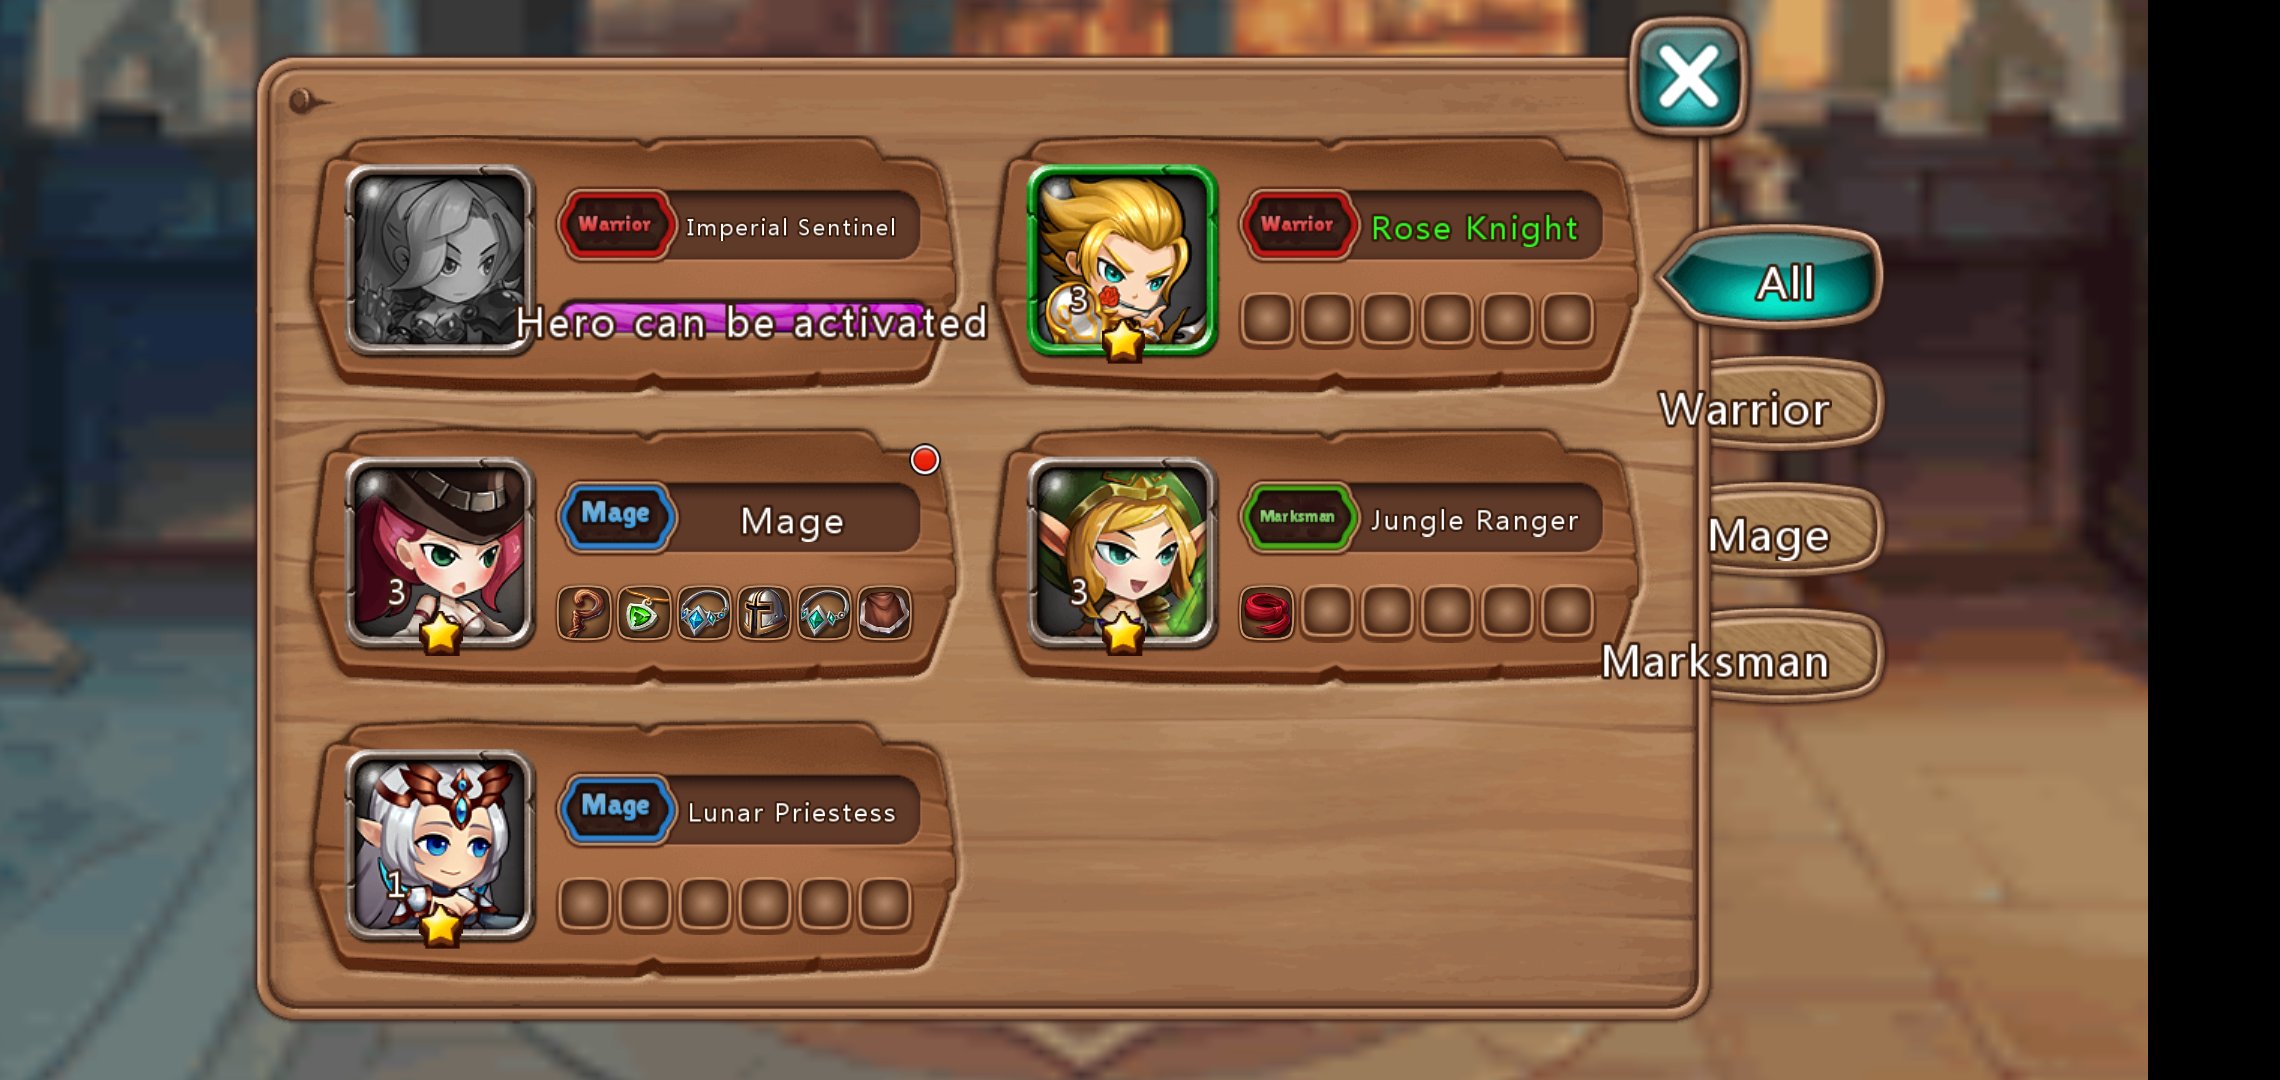 Warrior Imperial Sentinel
Hero can be activated
Warrior Rose Knight
3
Mage Mage
3
Marksman Jungle Ranger
3
Mage Lunar Priestess
1
All
Warrior
Mage
Marksman